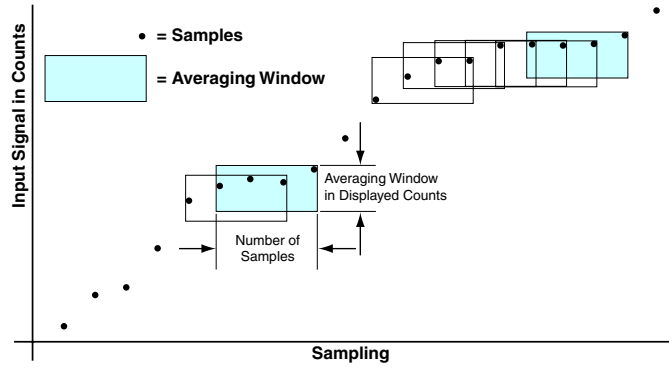 = Samples
= Averaging Window
Input Signal in Counts
Averaging Window
in Displayed Counts
Number of
Samples
Sampling